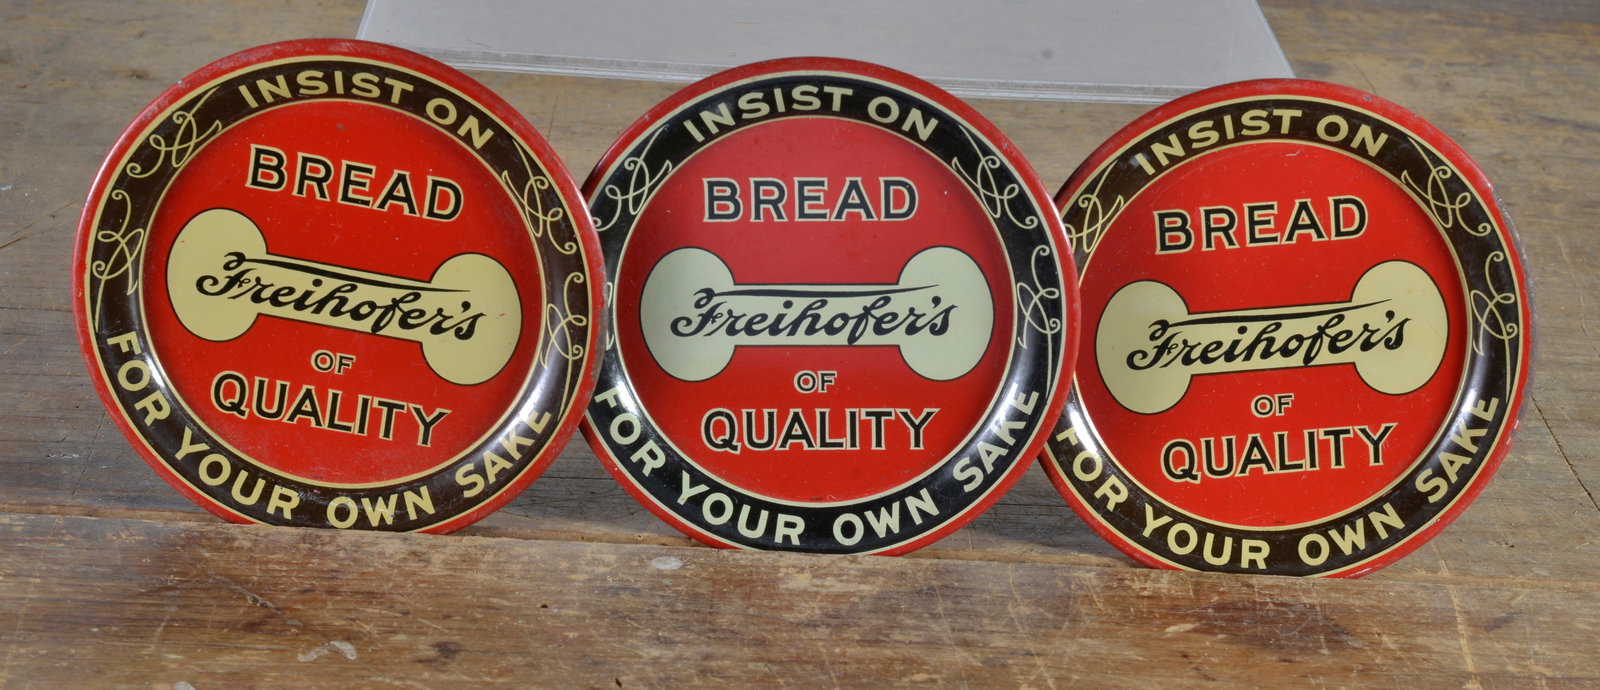 INSIST ON
BREAD
Freihofer's
OF
QUALITY
FOR YOUR OWN SAKE
INSIST ON
BREAD
Freihofer's
OF
QUALITY
FOR YOUR OWN SAKE
INSIST ON
BREAD
Freihofer's
OF
QUALITY
FOR YOUR OWN SAKE